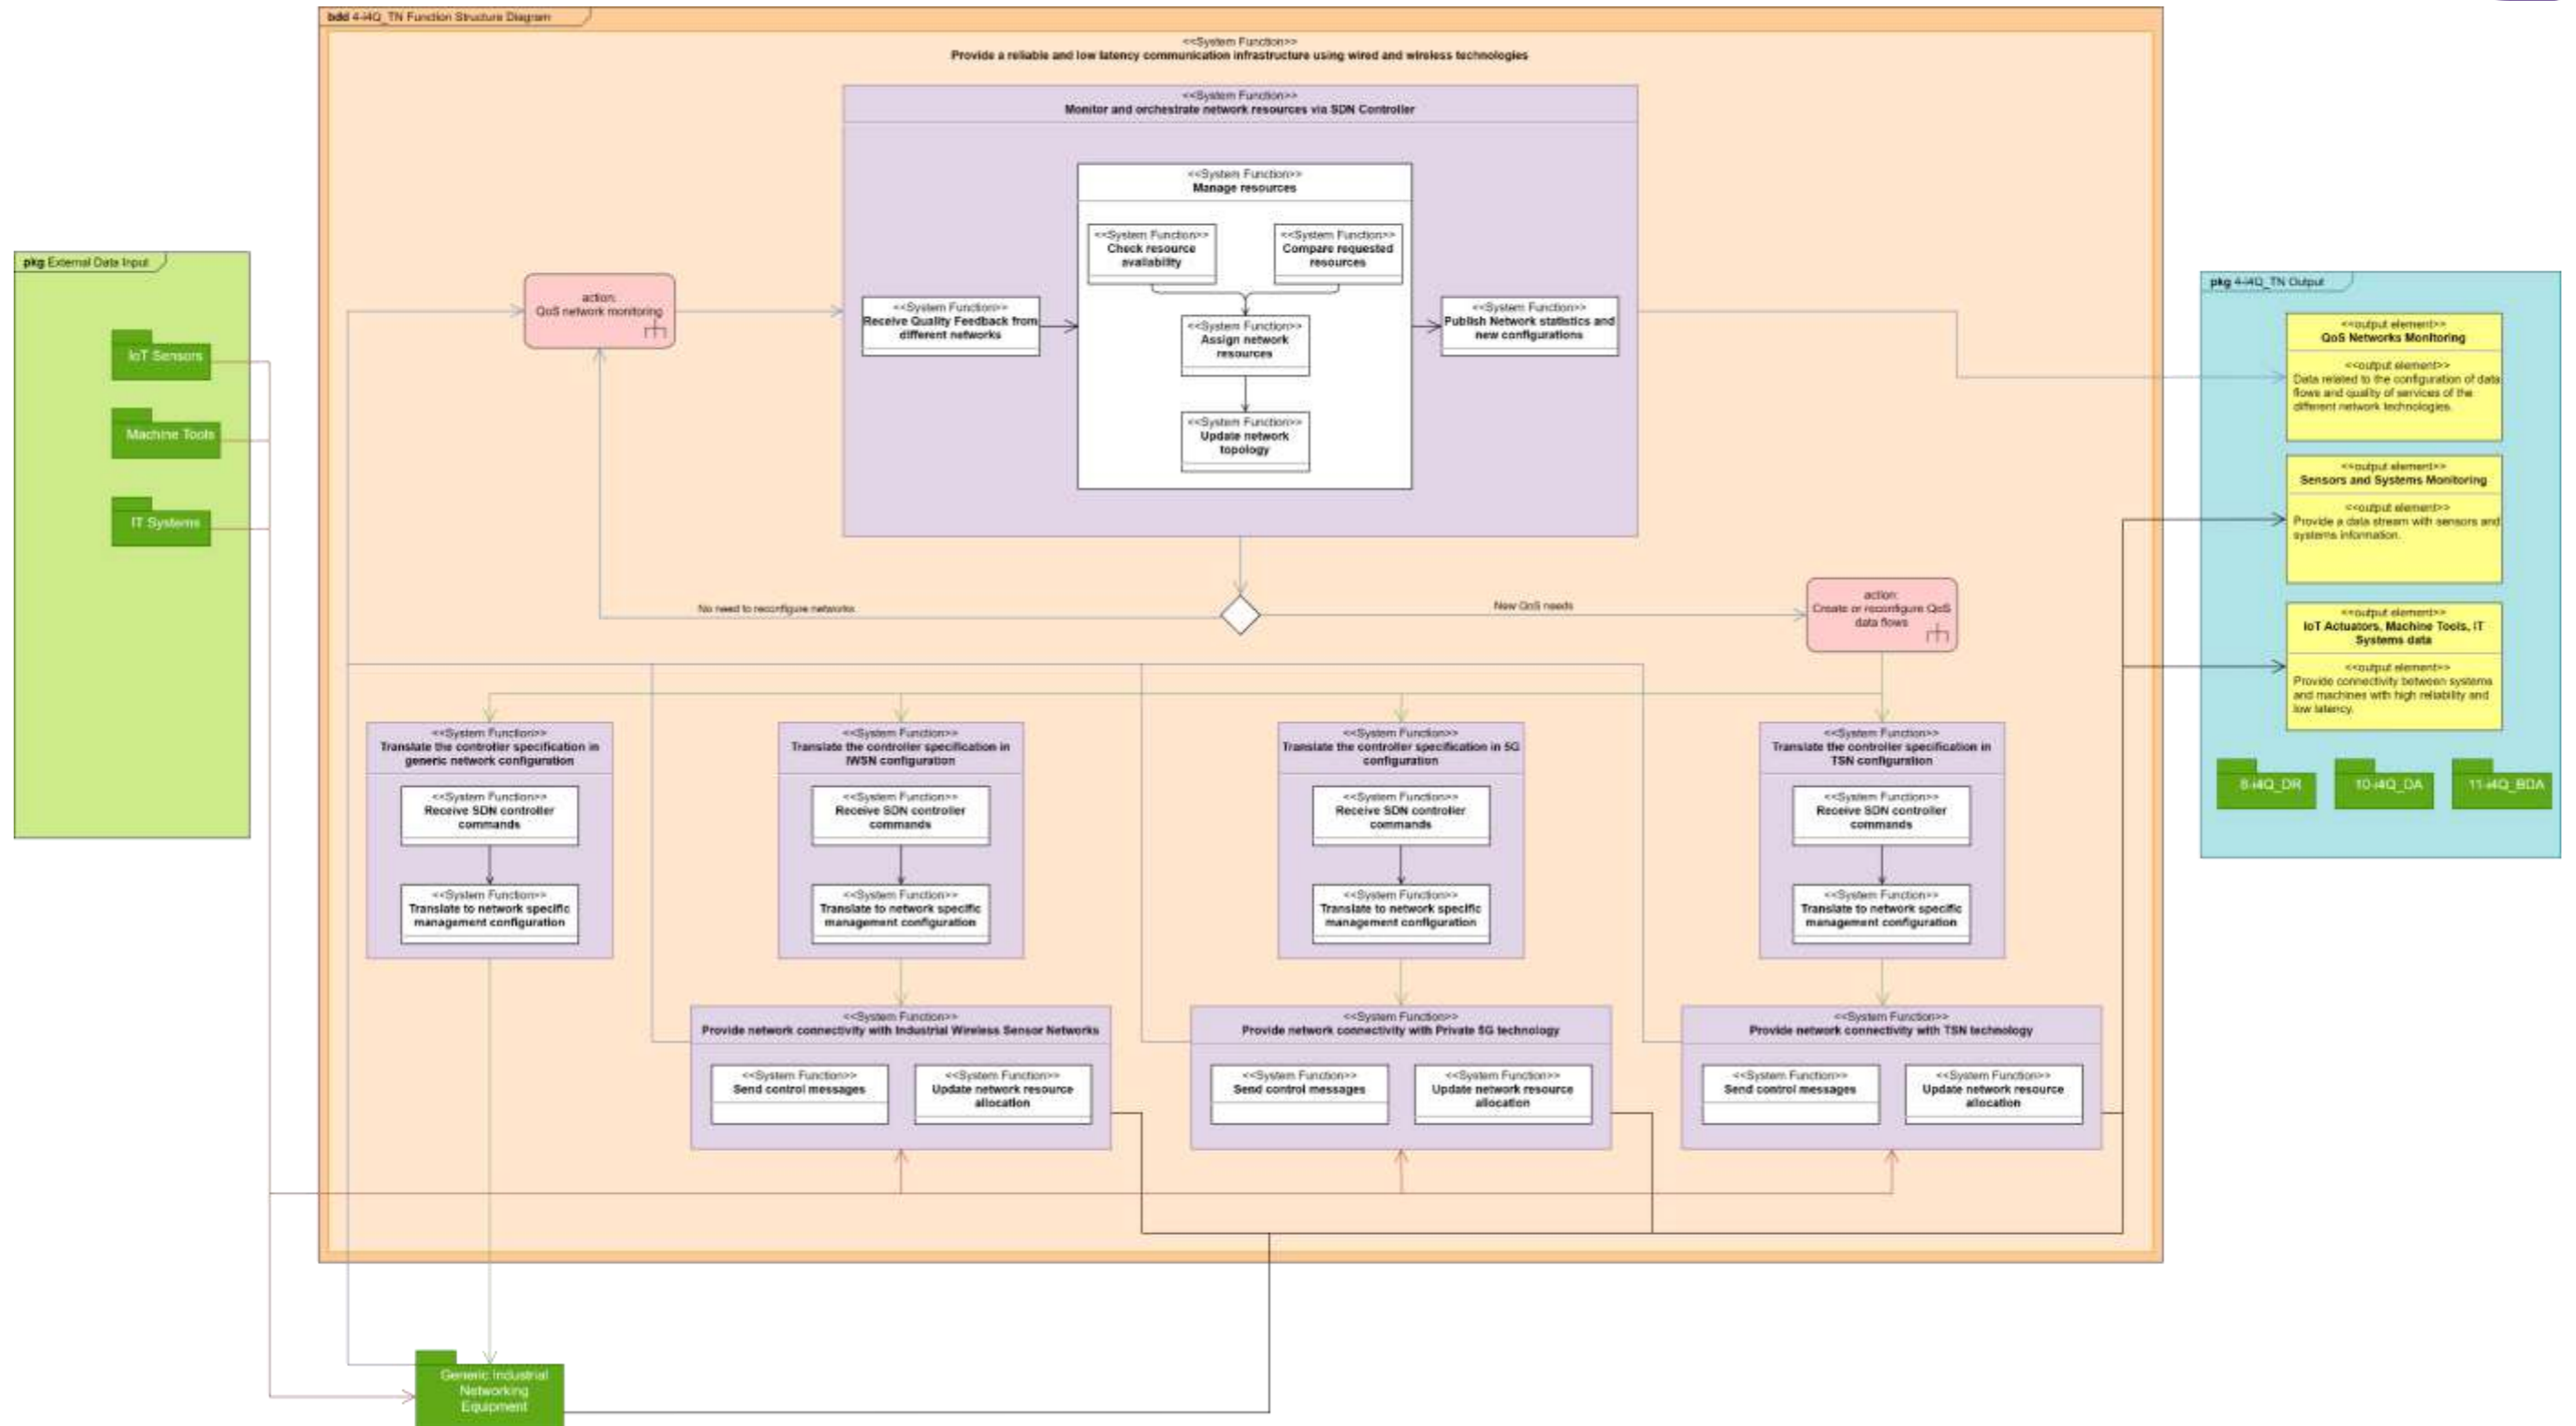 bdd 4-i4Q_TN Function Structure Diagram
<<System Function>>
Provide a reliable and low latency communication infrastructure using wired and wireless technologies
<<System Function>>
Monitor and orchestrate network resources via SDN Controller
<<System Function>>
Manage resources
<<System Function>>
Check resource
availability
<<System Function>>
Compare requested
resources
<<System Function>>
Receive Quality Feedback from
different networks
<<System Function>>
Assign network
resources
<<System Function>>
Publish Network statistics and
new configurations
<<System Function>>
Update network
topology
pkg External Data Input
IoT Sensors
Machine Tools
IT Systems
action:
QoS network monitoring
No need to reconfigure networks
New QoS needs
action:
Create or reconfigure QoS
data flows
pkg 4-i4Q_TN Output
<<output element>>
QoS Networks Monitoring
<<output element>>
Data related to the configuration of data
flows and quality of services of the
different network technologies.
<<output element>>
Sensors and Systems Monitoring
<<output element>>
Provide a data stream with sensors and
systems information.
<<output element>>
IoT Actuators, Machine Tools, IT
Systems data
<<output element>>
Provide connectivity between systems
and machines with high reliability and
low latency.
8-i4Q_DR
10-i4Q_DA
11-i4Q_BDA
<<System Function>>
Translate the controller specification in
generic network configuration
<<System Function>>
Receive SDN controller
commands
<<System Function>>
Translate to network specific
management configuration
<<System Function>>
Translate the controller specification in
IWSN configuration
<<System Function>>
Receive SDN controller
commands
<<System Function>>
Translate to network specific
management configuration
<<System Function>>
Translate the controller specification in 5G
configuration
<<System Function>>
Receive SDN controller
commands
<<System Function>>
Translate to network specific
management configuration
<<System Function>>
Translate the controller specification in
TSN configuration
<<System Function>>
Receive SDN controller
commands
<<System Function>>
Translate to network specific
management configuration
<<System Function>>
Provide network connectivity with Industrial Wireless Sensor Networks
<<System Function>>
Send control messages
<<System Function>>
Update network resource
allocation
<<System Function>>
Provide network connectivity with Private 5G technology
<<System Function>>
Send control messages
<<System Function>>
Update network resource
allocation
<<System Function>>
Provide network connectivity with TSN technology
<<System Function>>
Send control messages
<<System Function>>
Update network resource
allocation
Generic Industrial
Networking
Equipment